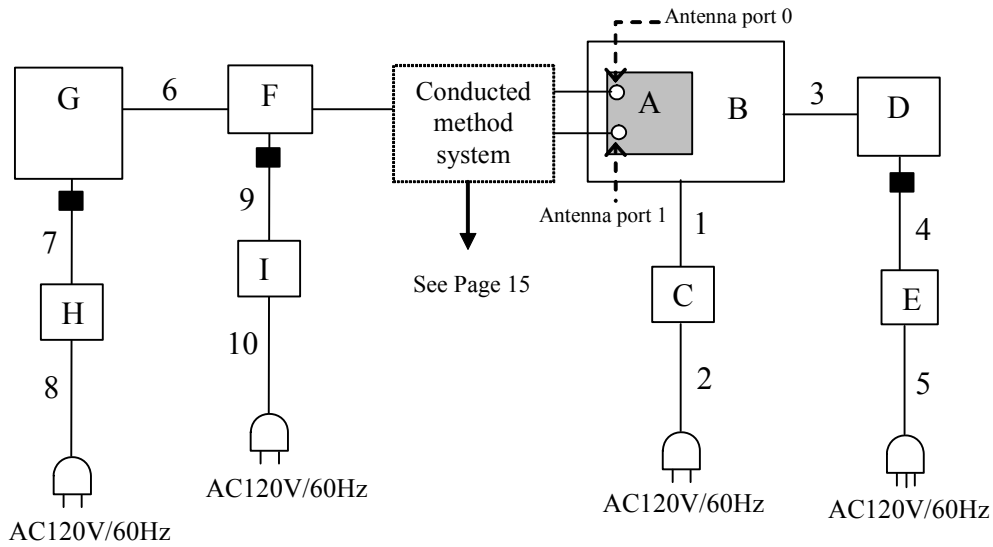 Antenna port 0
G
6
F
Conducted
method
system
A
B
3
D
Antenna port 1
7
9
1
4
See Page 15
H
I
C
E
8
10
2
5
AC120V/60Hz
AC120V/60Hz
AC120V/60Hz
AC120V/60Hz